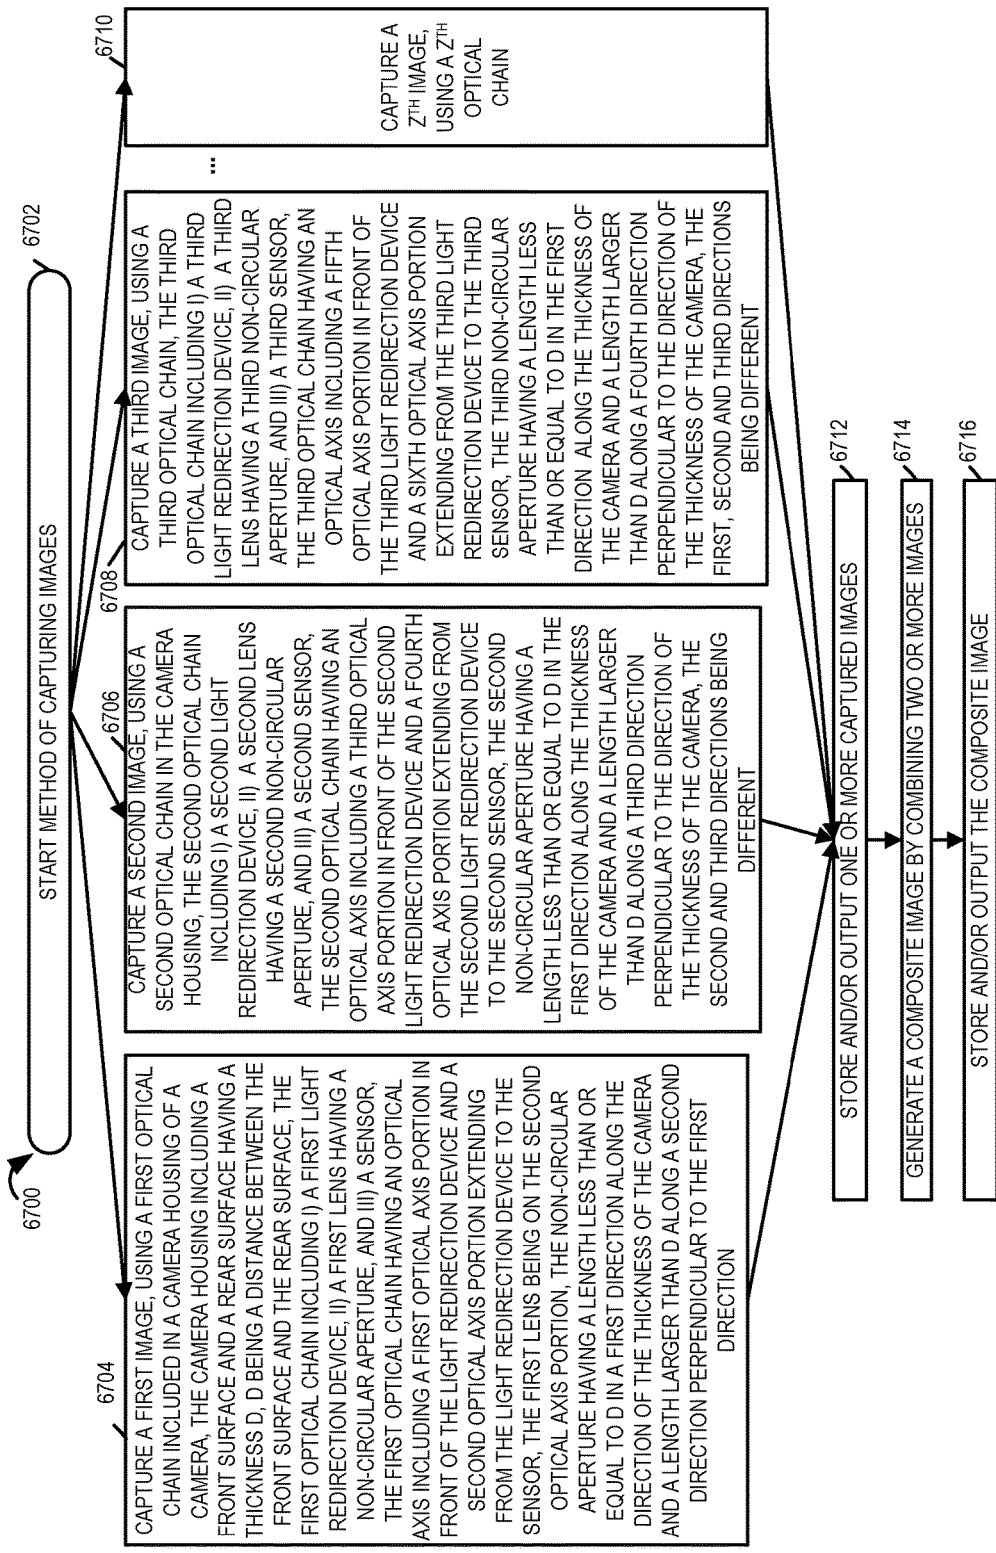 6700
START METHOD OF CAPTURING IMAGES
6702
6704
CAPTURE A FIRST IMAGE, USING A FIRST OPTICAL
CHAIN INCLUDED IN A CAMERA HOUSING OF A
CAMERA, THE CAMERA HOUSING INCLUDING A
FRONT SURFACE AND A REAR SURFACE HAVING A
THICKNESS D, D BEING A DISTANCE BETWEEN THE
FRONT SURFACE AND THE REAR SURFACE, THE
FIRST OPTICAL CHAIN INCLUDING I) A FIRST LIGHT
REDIRECTION DEVICE, II) A FIRST LENS HAVING A
NON-CIRCULAR APERTURE, AND III) A SENSOR,
THE FIRST OPTICAL CHAIN HAVING AN OPTICAL
AXIS INCLUDING A FIRST OPTICAL AXIS PORTION IN
FRONT OF THE LIGHT REDIRECTION DEVICE AND A
SECOND OPTICAL AXIS PORTION EXTENDING
FROM THE LIGHT REDIRECTION DEVICE TO THE
SENSOR, THE FIRST LENS BEING ON THE SECOND
OPTICAL AXIS PORTION, THE NON-CIRCULAR
APERTURE HAVING A LENGTH LESS THAN OR
EQUAL TO D IN A FIRST DIRECTION ALONG THE
DIRECTION OF THE THICKNESS OF THE CAMERA
AND A LENGTH LARGER THAN D ALONG A SECOND
DIRECTION PERPENDICULAR TO THE FIRST
DIRECTION
6706
CAPTURE A SECOND IMAGE, USING A
SECOND OPTICAL CHAIN IN THE CAMERA
HOUSING, THE SECOND OPTICAL CHAIN
INCLUDING I) A SECOND LIGHT
REDIRECTION DEVICE, II) A SECOND LENS
HAVING A SECOND NON-CIRCULAR
APERTURE, AND III) A SECOND SENSOR,
THE SECOND OPTICAL CHAIN HAVING AN
OPTICAL AXIS INCLUDING A THIRD OPTICAL
AXIS PORTION IN FRONT OF THE SECOND
LIGHT REDIRECTION DEVICE AND A FOURTH
OPTICAL AXIS PORTION EXTENDING FROM
THE SECOND LIGHT REDIRECTION DEVICE
TO THE SECOND SENSOR, THE SECOND
NON-CIRCULAR APERTURE HAVING A
LENGTH LESS THAN OR EQUAL TO D IN THE
FIRST DIRECTION ALONG THE THICKNESS
OF THE CAMERA AND A LENGTH LARGER
THAN D ALONG A THIRD DIRECTION
PERPENDICULAR TO THE DIRECTION OF
THE THICKNESS OF THE CAMERA, THE
SECOND AND THIRD DIRECTIONS BEING
DIFFERENT
6708
CAPTURE A THIRD IMAGE, USING A
THIRD OPTICAL CHAIN, THE THIRD
OPTICAL CHAIN INCLUDING I) A THIRD
LIGHT REDIRECTION DEVICE, II) A THIRD
LENS HAVING A THIRD NON-CIRCULAR
APERTURE, AND III) A THIRD SENSOR,
THE THIRD OPTICAL CHAIN HAVING AN
OPTICAL AXIS INCLUDING A FIFTH
OPTICAL AXIS PORTION IN FRONT OF
THE THIRD LIGHT REDIRECTION DEVICE
AND A SIXTH OPTICAL AXIS PORTION
EXTENDING FROM THE THIRD LIGHT
REDIRECTION DEVICE TO THE THIRD
SENSOR, THE THIRD NON-CIRCULAR
APERTURE HAVING A LENGTH LESS
THAN OR EQUAL TO D IN THE FIRST
DIRECTION ALONG THE THICKNESS OF
THE CAMERA AND A LENGTH LARGER
THAN D ALONG A FOURTH DIRECTION
PERPENDICULAR TO THE DIRECTION OF
THE THICKNESS OF THE CAMERA, THE
FIRST, SECOND AND THIRD DIRECTIONS
BEING DIFFERENT
...
6710
CAPTURE A
ZTH IMAGE,
USING A ZTH
OPTICAL
CHAIN
6712
STORE AND/OR OUTPUT ONE OR MORE CAPTURED IMAGES
6714
GENERATE A COMPOSITE IMAGE BY COMBINING TWO OR MORE IMAGES
6716
STORE AND/OR OUTPUT THE COMPOSITE IMAGE